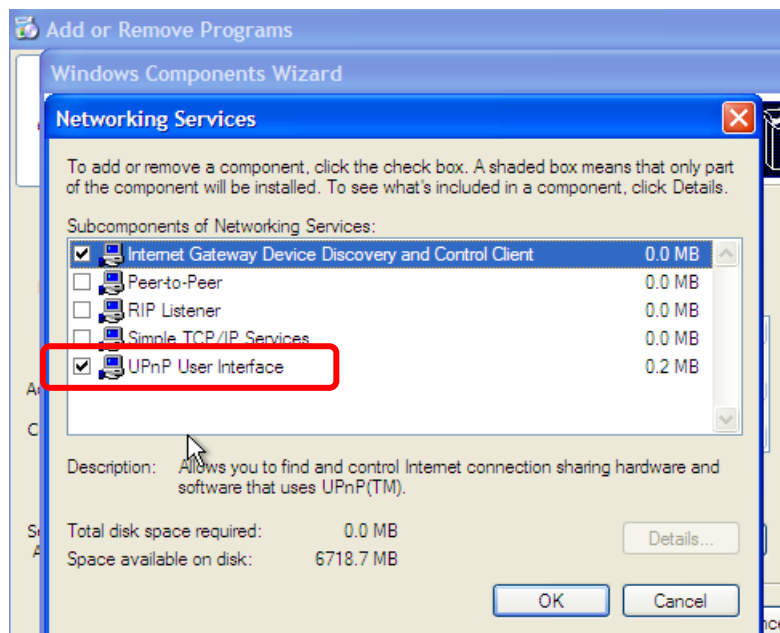 Add or Remove Programs
Windows Components Wizard
Networking Services
To add or remove a component, click the check box. A shaded box means that only part
of the component will be installed. To see what's included in a component, click Details.
Subcomponents of Networking Services:
Internet Gateway Device Discovery and Control Client 0.0 MB
Peer-to-Peer 0.0 MB
RIP Listener 0.0 MB
Simple TCP/IP Services 0.0 MB
UPnP User Interface 0.2 MB
Description: Allows you to find and control Internet connection sharing hardware and
software that uses UPnP(TM).
Total disk space required: 0.0 MB
Details...
Space available on disk: 6718.7 MB
OK Cancel